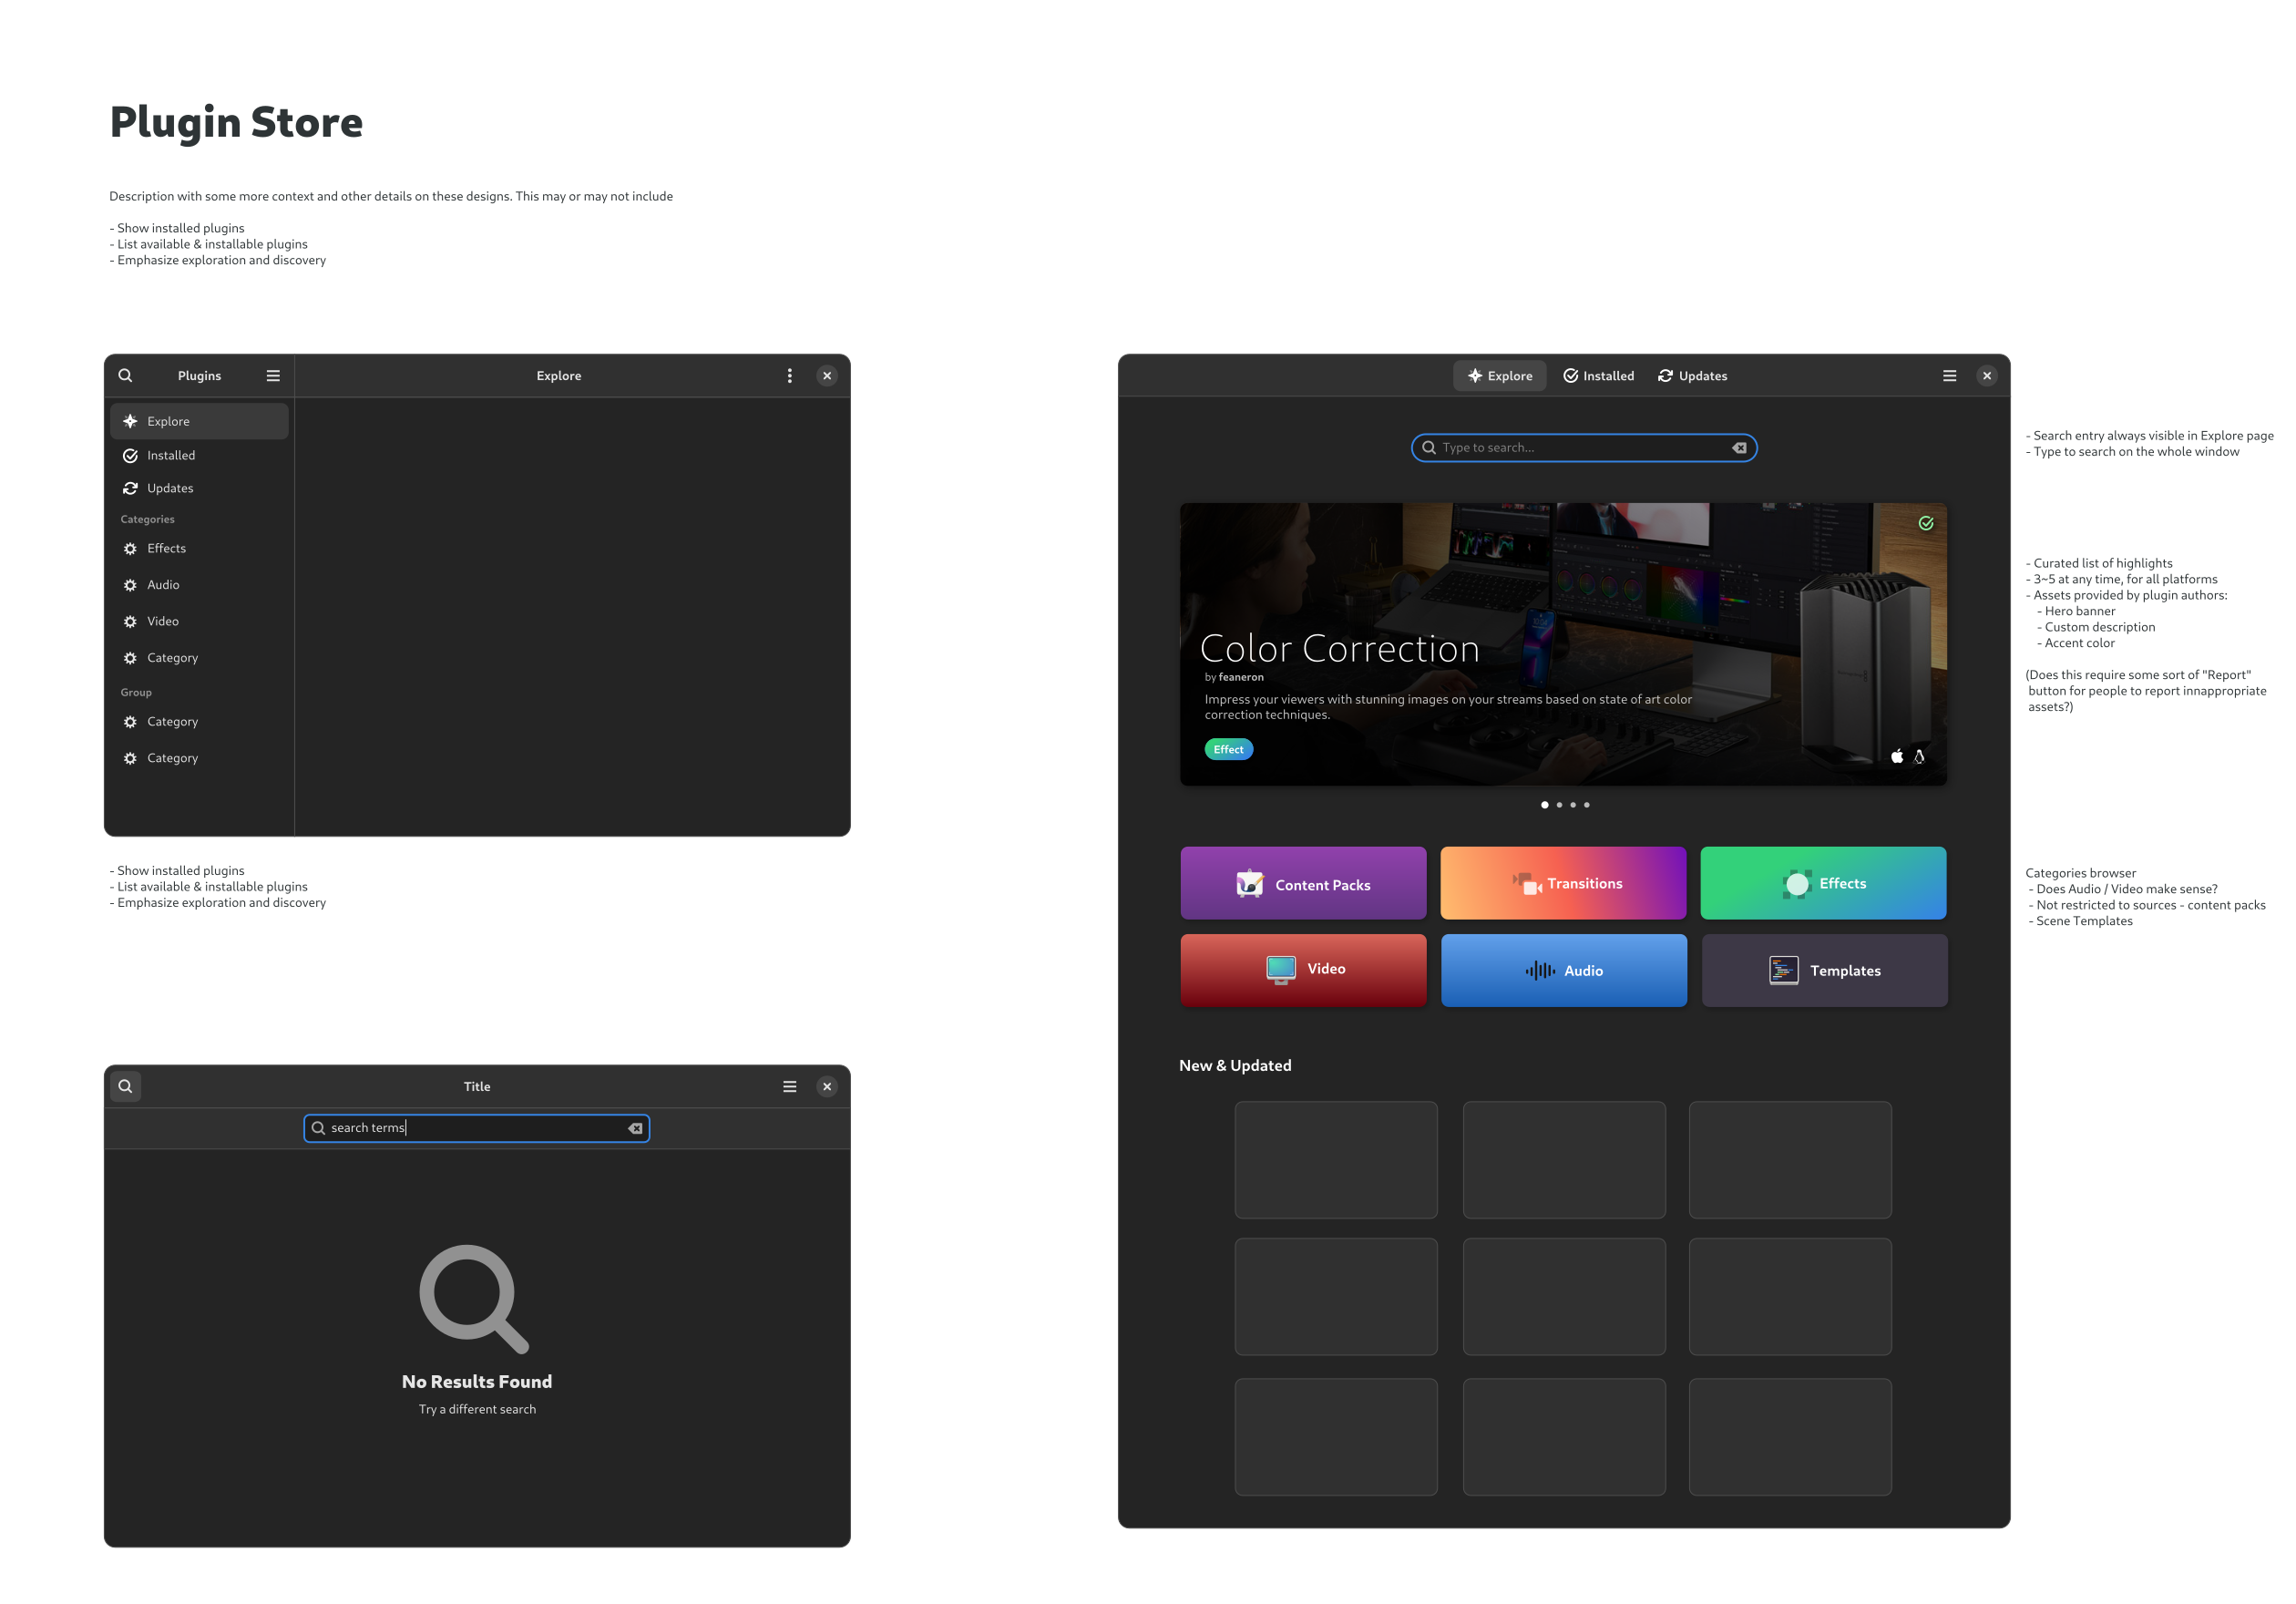 Plugin Store
Description with some more context and other details on these designs. This may or may not include
- Show installed plugins
- List available & installable plugins
- Emphasize exploration and discovery
Plugins
Explore
Explore
Installed
Updates
Categories
Effects
Audio
Video
Category
Group
Category
Category
- Show installed plugins
- List available & installable plugins
- Emphasize exploration and discovery
Title
search terms
No Results Found
Try a different search
Explore
Installed
Updates
Type to search...
Color Correction
by feaneron
Impress your viewers with stunning images on your streams based on state of art color
correction techniques.
Effect
Content Packs
Transitions
Effects
Video
Audio
Templates
New & Updated
- Search entry always visible in Explore page
- Type to search on the whole window
- Curated list of highlights
- 3~5 at any time, for all platforms
- Assets provided by plugin authors:
- Hero banner
- Custom description
- Accent color
(Does this require some sort of "Report"
button for people to report innappropriate
assets?)
Categories browser
- Does Audio / Video make sense?
- Not restricted to sources - content packs
- Scene Templates